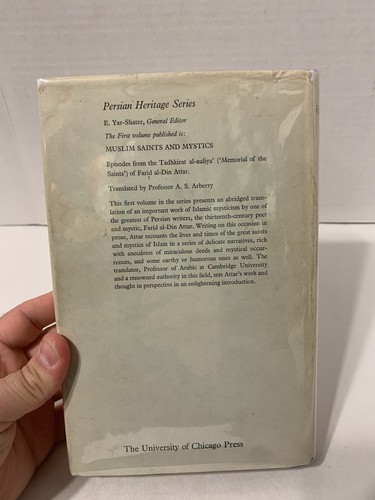 Persian Heritage Series
E. Yar-Shater, General Editor
The First volume published is:
MUSLIM SAINTS AND MYSTICS
Episodes from the Tadhkirat al-auliya' ('Memorial of the
Saints') of Farid al-Din Attar.
Translated by Professor A. S. Arberry
This first volume in the series presents an abridged trans-
lation of an important work of Islamic mysticism by one of
the greatest of Persian writers, the thirteenth-century poet
and mystic, Farid al-Din Attar. Writing on this occasion in
prose, Attar recounts the lives and times of the great saints
and mystics of Islam in a series of delicate narratives, rich
with anecdotes of miraculous deeds and mystical occur-
rences, and some earthy or humorous ones as well. The
translator, Professor of Arabic at Cambridge University
and a renowned authority in this field, sets Attar's work and
thought in perspective in an enlightening introduction.
The University of Chicago Press